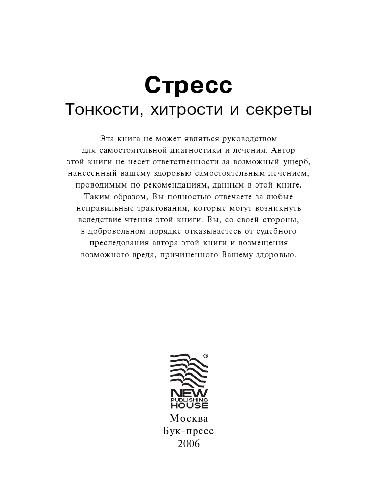 Стресс
Тонкости, хитрости и секреты
Эта книга не может являться руководством
для самостоятельной диагностики и лечения. Автор
этой книги не несет ответственности за возможный ущерб,
нанесенный вашему здоровью самостоятельным лечением,
проводимым по рекомендациям, данным в этой книге.
Таким образом, Вы полностью отвечаете за любые
неправильные трактования, которые могут возникнуть
вследствие чтения этой книги. Вы, со своей стороны,
в добровольном порядке отказываетесь от судебного
преследования автора этой книги и возмещения
возможного вреда, причиненного Вашему здоровью.
®
NEW
PUBLISHING
HOUSE
Москва
Бук-пресс
2006